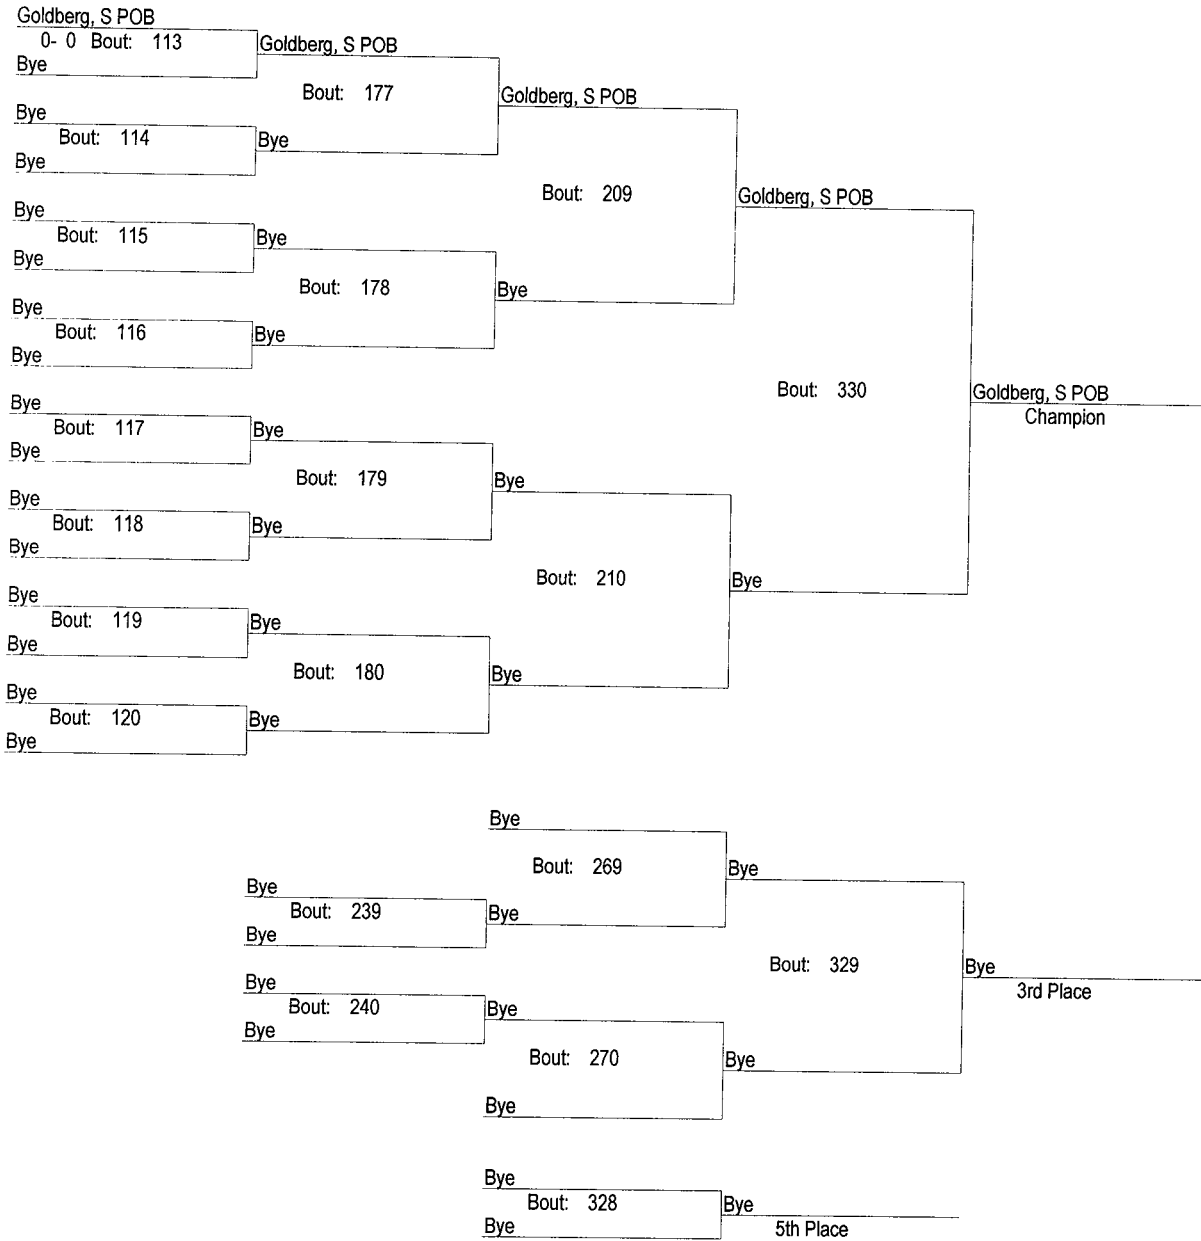 Goldberg, S POB
0- 0 Bout: 113
Bye
Goldberg, S POB
Bout: 177
Goldberg, S POB
Bye
Bout: 114
Bye
Bye
Bout: 209
Goldberg, S POB
Bye
Bout: 115
Bye
Bye
Bout: 178
Bye
Bye
Bout: 116
Bye
Bye
Bout: 330
Goldberg, S POB
Champion
Bye
Bout: 117
Bye
Bye
Bout: 179
Bye
Bye
Bout: 118
Bye
Bye
Bout: 210
Bye
Bye
Bout: 119
Bye
Bye
Bout: 180
Bye
Bye
Bout: 120
Bye
Bye
Bye
Bout: 269
Bye
Bye
Bout: 239
Bye
Bye
Bout: 329
Bye
3rd Place
Bye
Bout: 240
Bye
Bye
Bout: 270
Bye
Bye
Bye
Bout: 328
Bye
Bye
5th Place